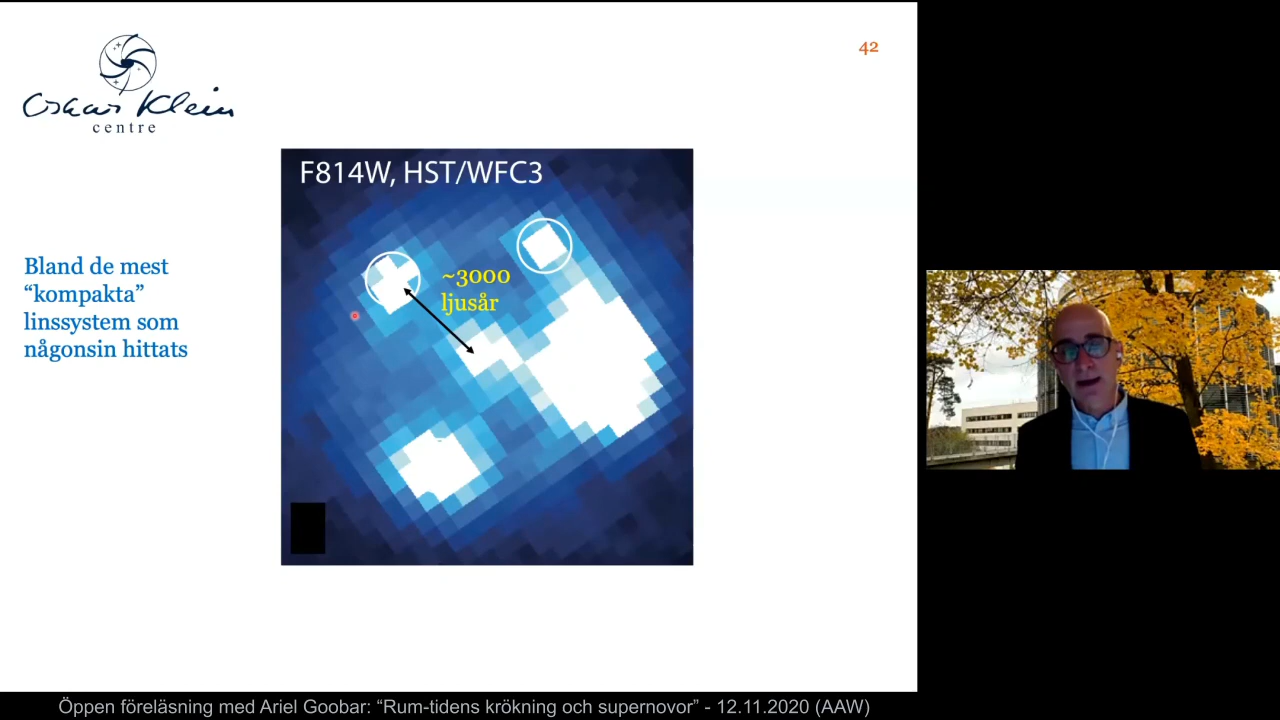 42
Oskar Klein
centre
F814W, HST/WFC3
~3000
ljusår
Bland de mest
“kompakta”
linssystem som
någonsin hittats
Öppen föreläsning med Ariel Goobar: “Rum-tidens krökning och supernovor” - 12.11.2020 (AAW)